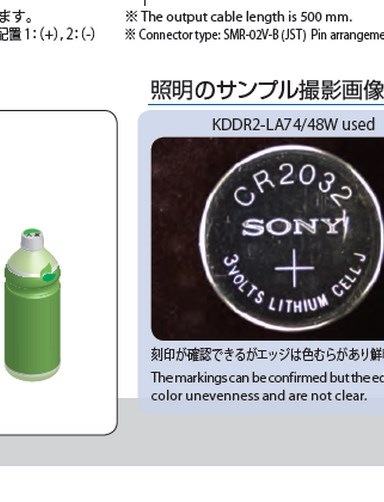 ます。
※ The output cable length is 500 mm.
配置 1：(+) , 2：(-)
※ Connector type: SMR-02V-B (JST) Pin
照明のサンプル撮影画像
KDDR2-LA74/48W used
CR2032
SONY
+
3VOLTS LITHIUM CELL J
刻印が確認できるがエッジは色むらがあり鮮
The markings can be confirmed but the
color unevenness and are not clear.